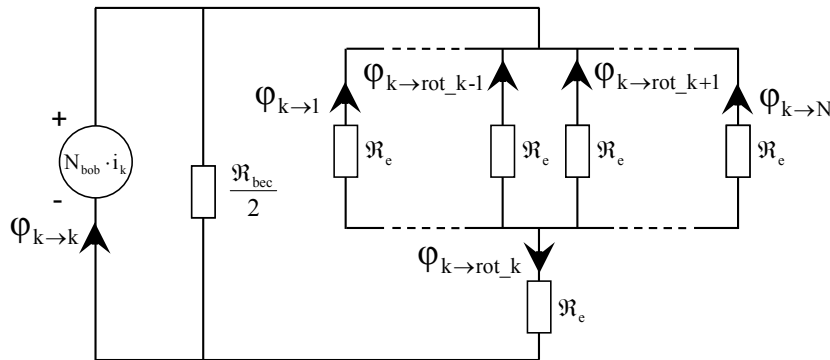 φk→1
φk→rot_k-1
φk→rot_k+1
φk→N
+
Nbob · ik
-
φk→k
ℜbec
2
ℜe
ℜe
ℜe
ℜe
φk→rot_k
ℜe